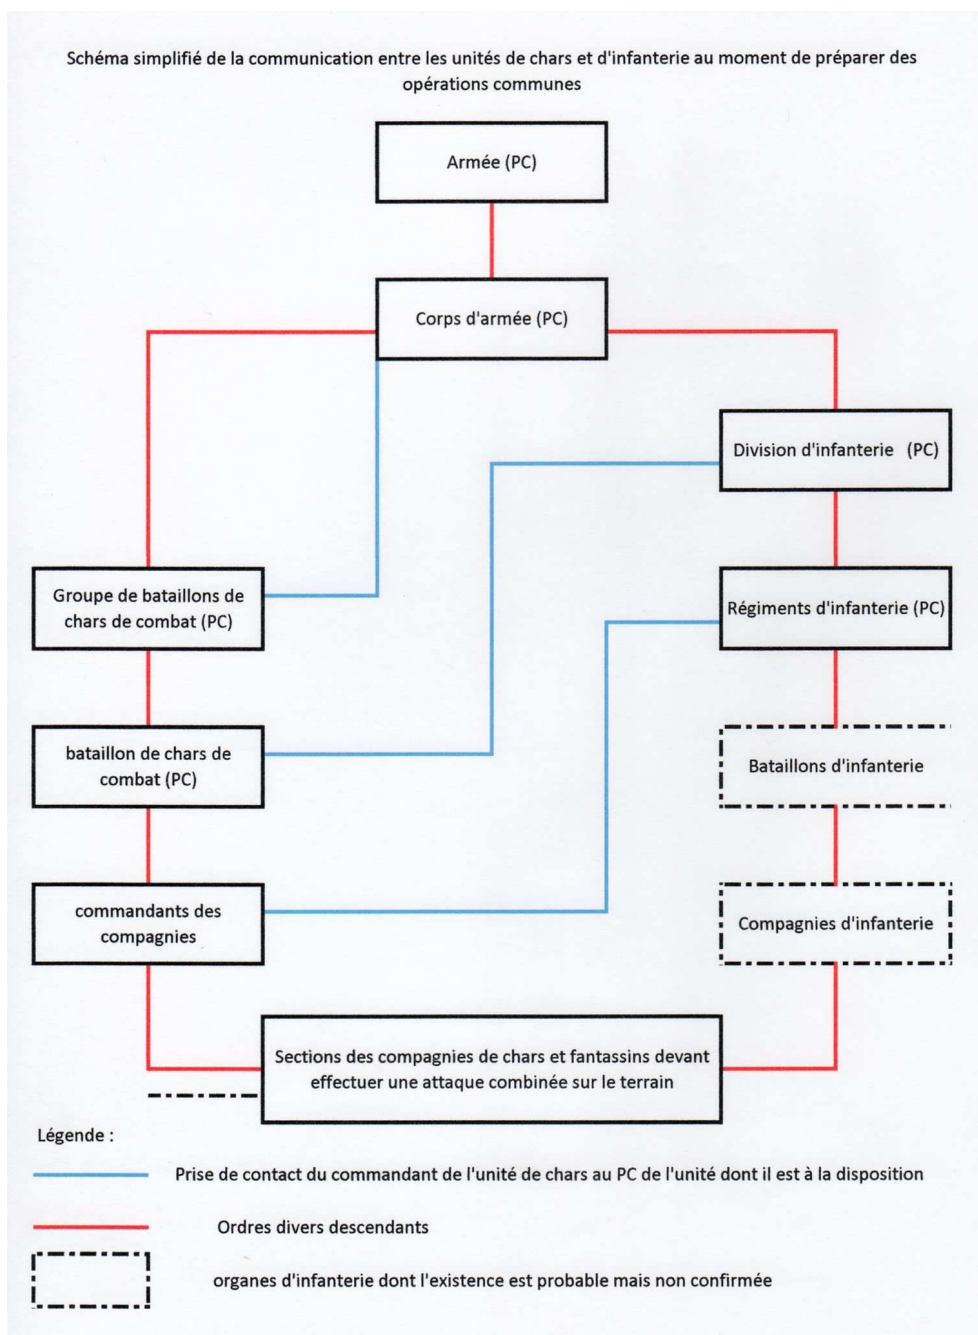 Schéma simplifié de la communication entre les unités de chars et d'infanterie au moment de préparer des
opérations communes
Armée (PC)
Corps d'armée (PC)
Division d'infanterie (PC)
Groupe de bataillons de
chars de combat (PC)
Régiments d'infanterie (PC)
bataillon de chars de
combat (PC)
Bataillons d'infanterie
commandants des
compagnies
Compagnies d'infanterie
Sections des compagnies de chars et fantassins devant
effectuer une attaque combinée sur le terrain
Légende :
Prise de contact du commandant de l'unité de chars au PC de l'unité dont il est à la disposition
Ordres divers descendants
organes d'infanterie dont l'existence est probable mais non confirmée